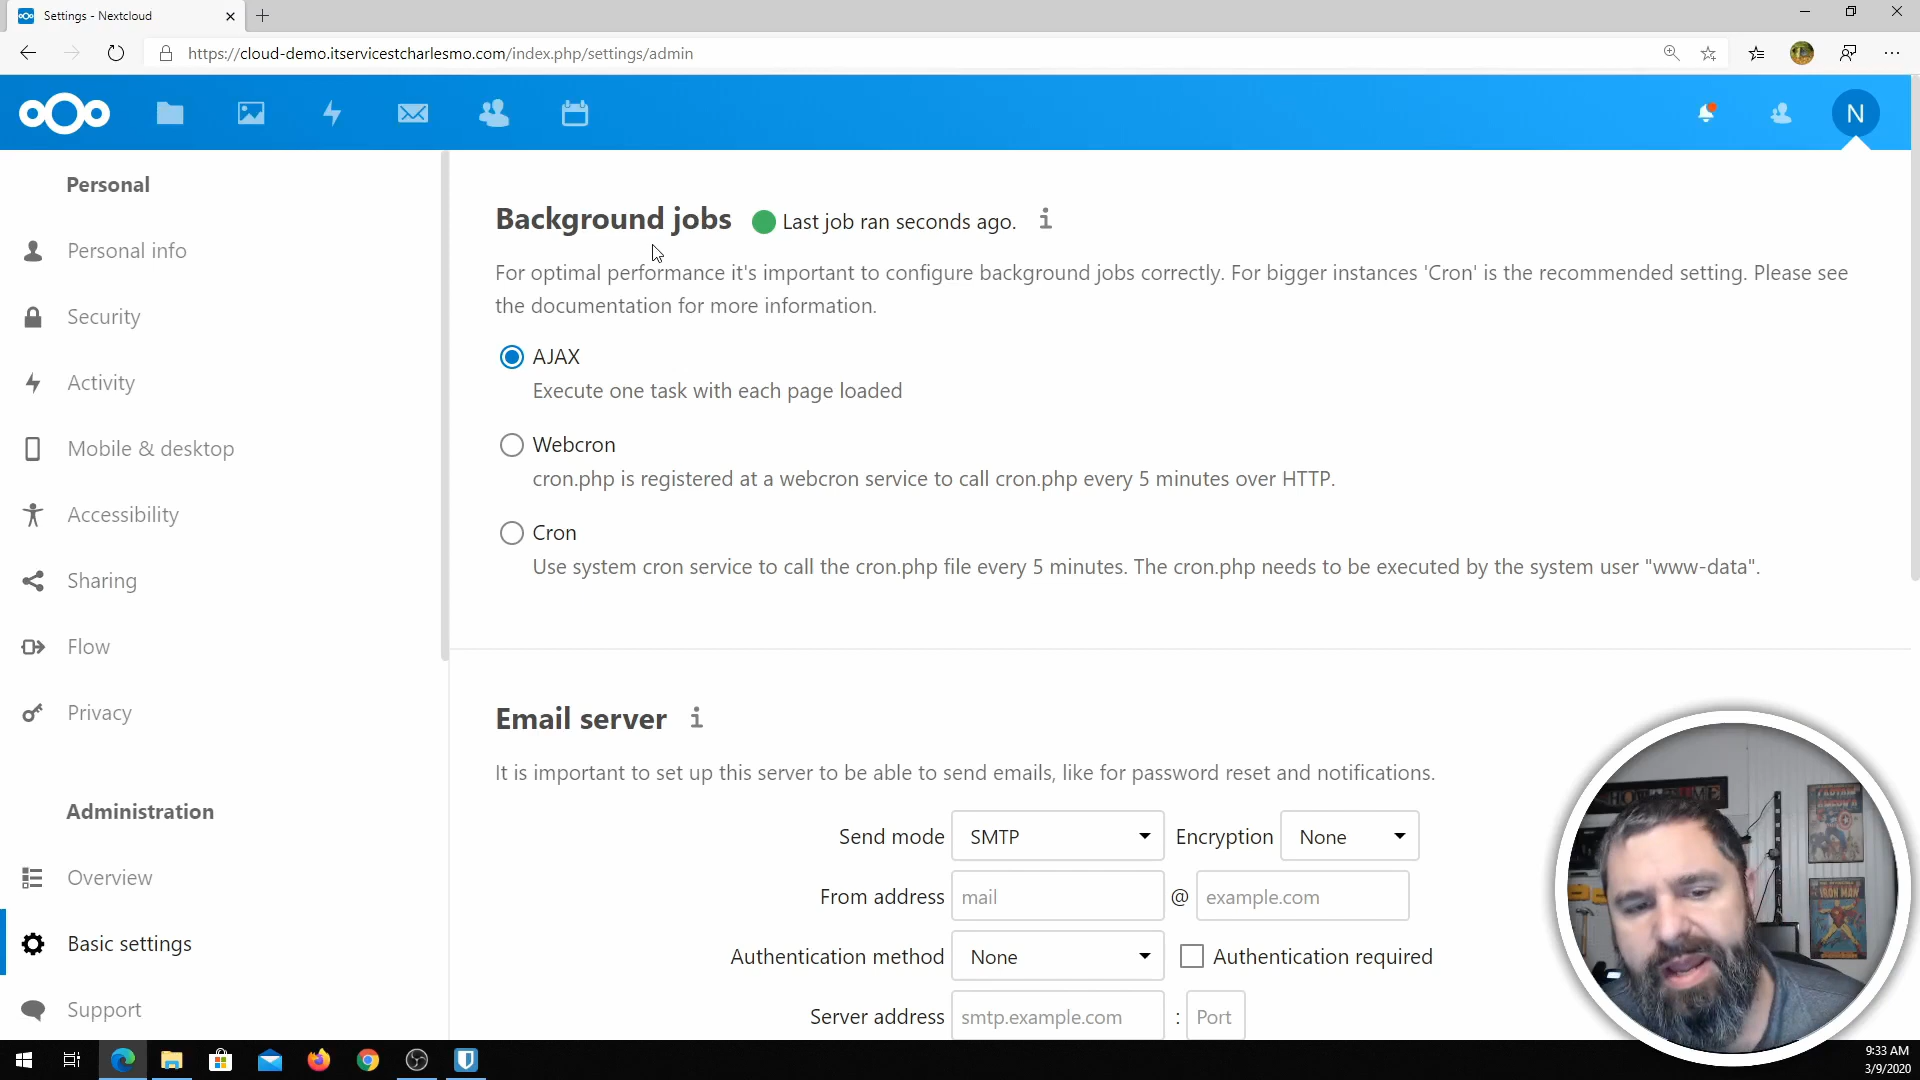 Settings - Nextcloud
https://cloud-demo.itservicestcharlesmo.com/index.php/settings/admin
N
Personal
Personal info
Security
Activity
Mobile & desktop
Accessibility
Sharing
Flow
Privacy
Administration
Overview
Basic settings
Support
Background jobs
Last job ran seconds ago.
For optimal performance it's important to configure background jobs correctly. For bigger instances 'Cron' is the recommended setting. Please see
the documentation for more information.
AJAX
Execute one task with each page loaded
Webcron
cron.php is registered at a webcron service to call cron.php every 5 minutes over HTTP.
Cron
Use system cron service to call the cron.php file every 5 minutes. The cron.php needs to be executed by the system user "www-data".
Email server
It is important to set up this server to be able to send emails, like for password reset and notifications.
Send mode SMTP Encryption None
From address mail @ example.com
Authentication method None Authentication required
Server address smtp.example.com : Port
IRON MAN
9:33 AM
3/9/2020